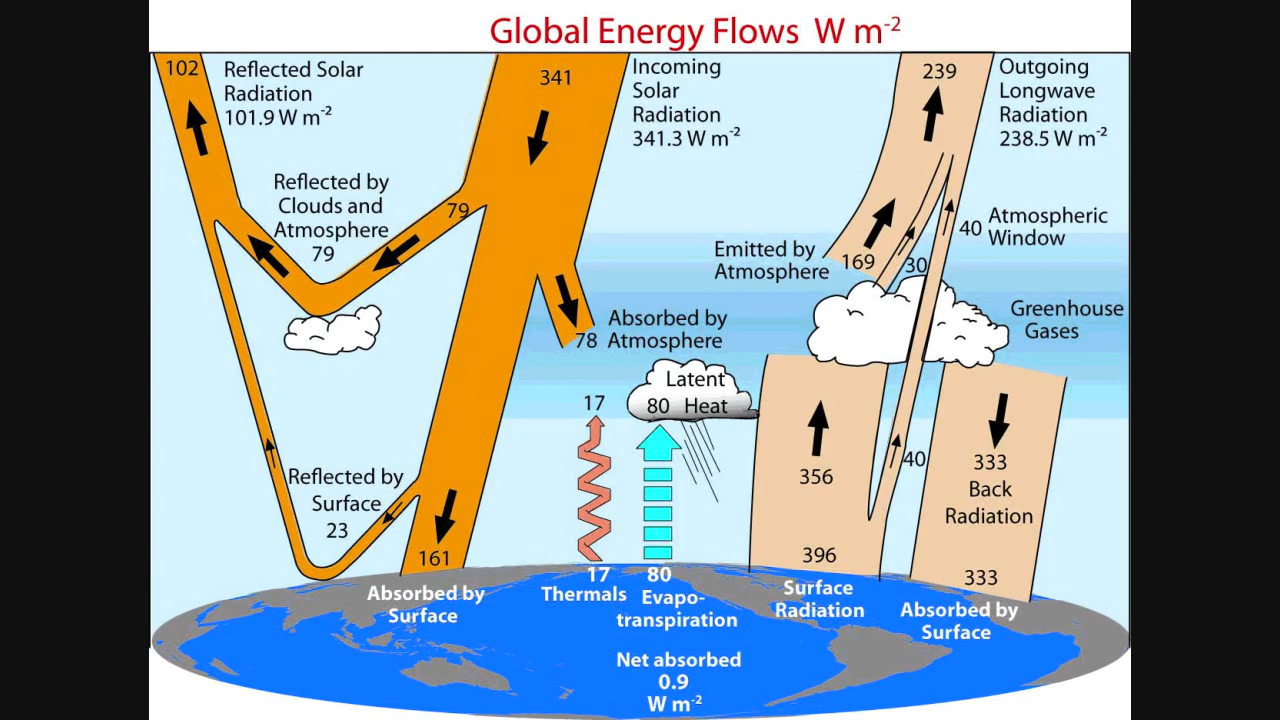 Global Energy Flows W m-2
102
Reflected Solar
Radiation
101.9 W m-2
341
Incoming
Solar
Radiation
341.3 W m-2
239
Outgoing
Longwave
Radiation
238.5 W m-2
Reflected by
Clouds and
Atmosphere
79
79
Emitted by
Atmosphere
169
30
40
Atmospheric
Window
Greenhouse
Gases
78
Absorbed by
Atmosphere
17
Latent
80 Heat
356
40
333
Back
Radiation
Reflected by
Surface
23
161
396
333
Absorbed by
Surface
17
Thermals
80
Evapo-
transpiration
Surface
Radiation
Absorbed by
Surface
Net absorbed
0.9
W m-2